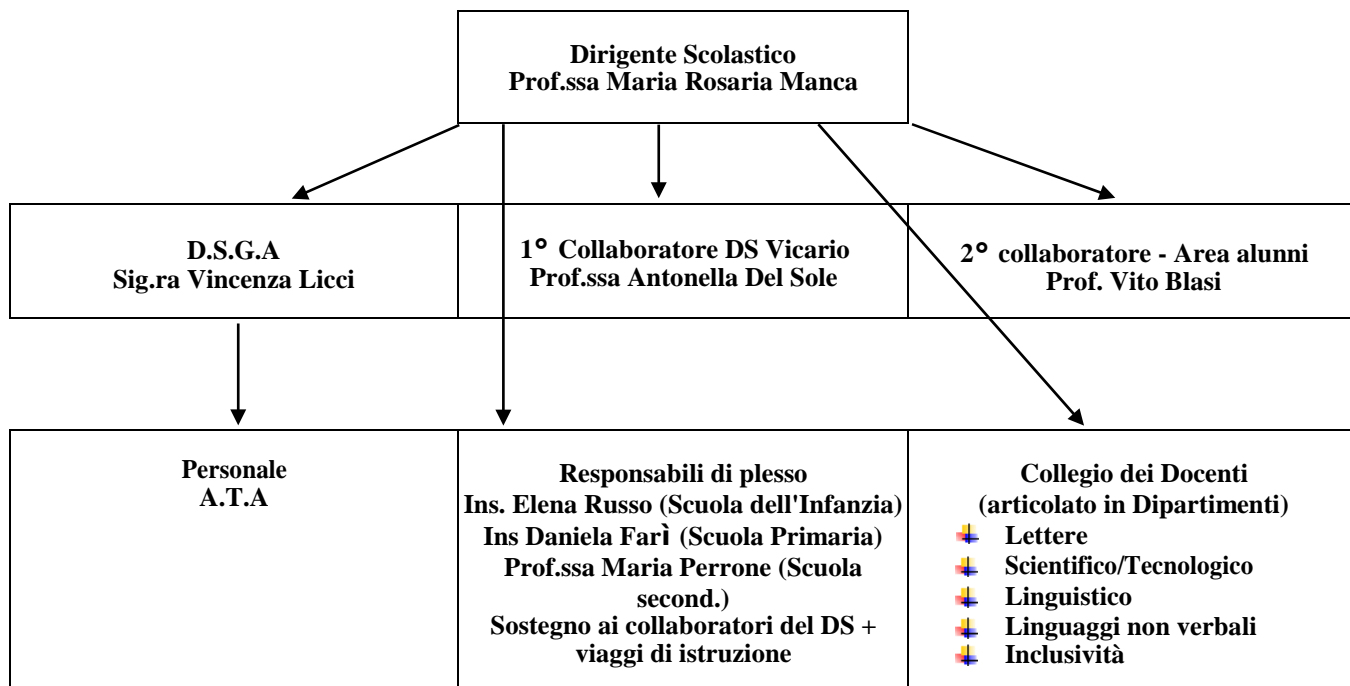 Dirigente Scolastico
Prof.ssa Maria Rosaria Manca
D.S.G.A
Sig.ra Vincenza Licci
1° Collaboratore DS Vicario
Prof.ssa Antonella Del Sole
2° collaboratore - Area alunni
Prof. Vito Blasi
Personale
A.T.A
Responsabili di plesso
Ins. Elena Russo (Scuola dell'Infanzia)
Ins Daniela Farì (Scuola Primaria)
Prof.ssa Maria Perrone (Scuola
second.)
Sostegno ai collaboratori del DS +
viaggi di istruzione
Collegio dei Docenti
(articolato in Dipartimenti)
Lettere
Scientifico/Tecnologico
Linguistico
Linguaggi non verbali
Inclusività